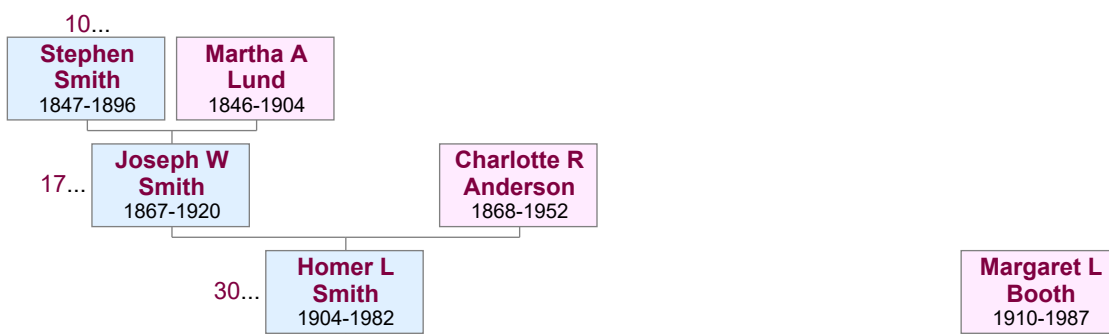 10...
Stephen
Smith
1847-1896
Martha A
Lund
1846-1904
17...
Joseph W
Smith
1867-1920
Charlotte R
Anderson
1868-1952
30...
Homer L
Smith
1904-1982
Margaret L
Booth
1910-1987